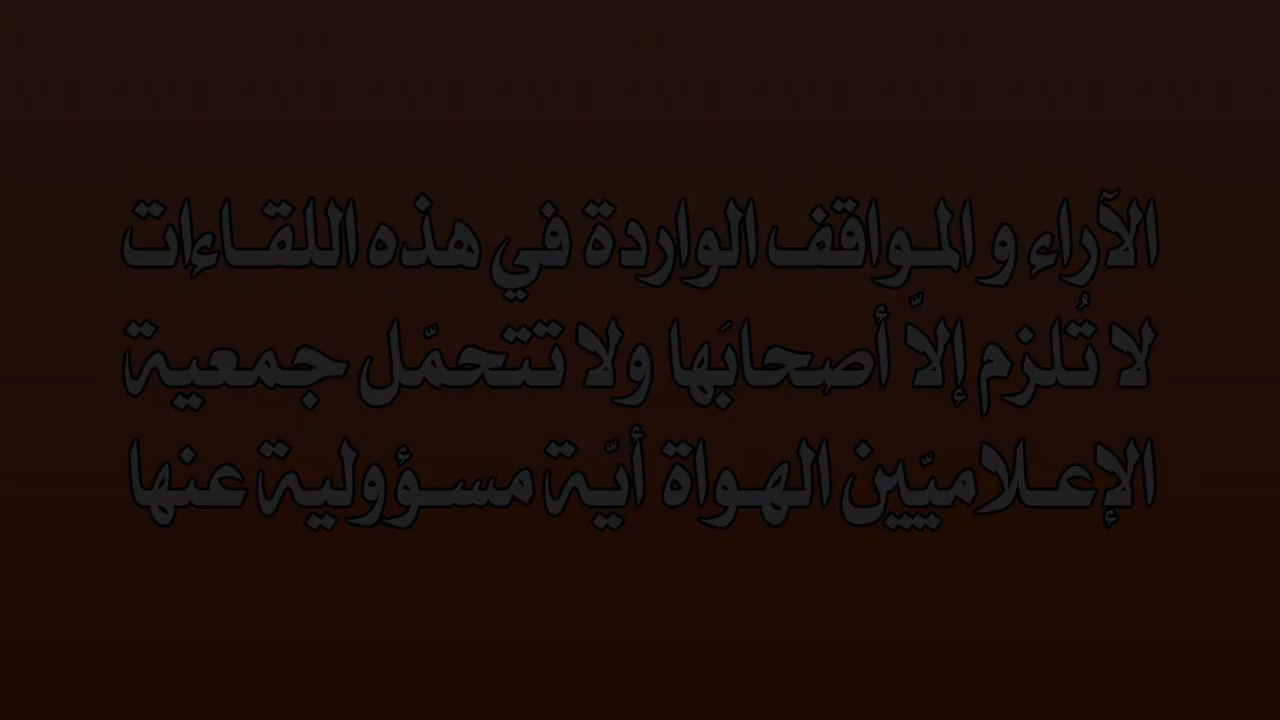 الآراء و المواقف الواردة في هذه اللقاءات
لا تُلزم إلاّ أصحابَها ولا تتحمّل جمعية
الإعلاميّين الهواة أيّة مسؤولية عنها